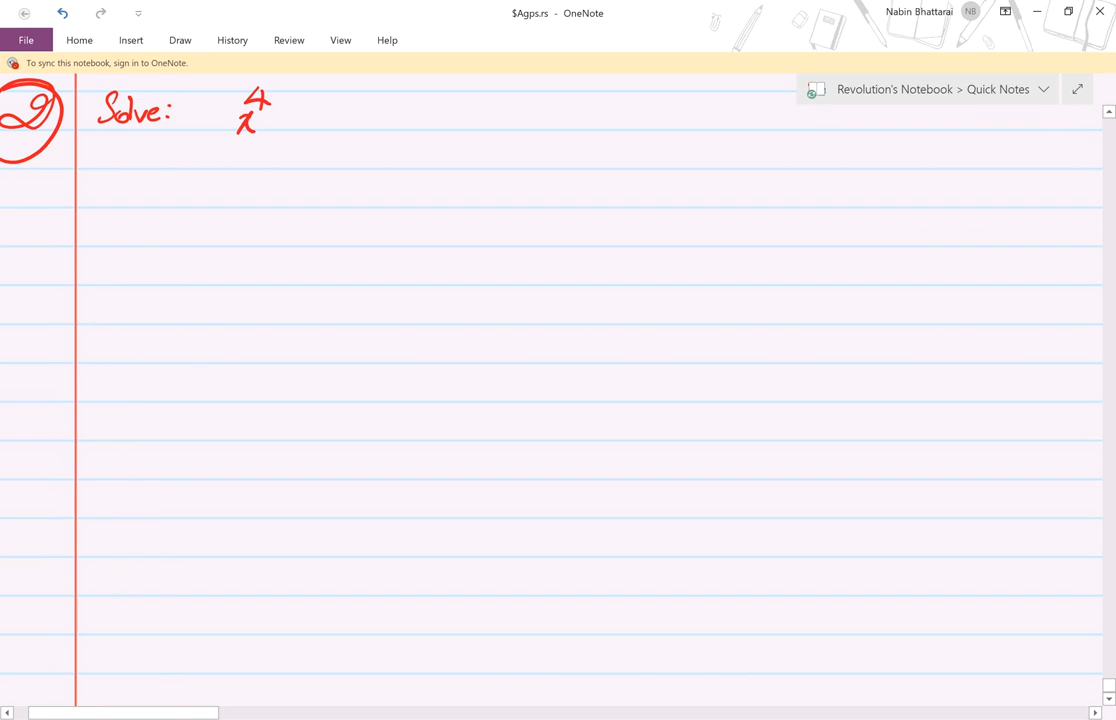 $Agps.rs - OneNote
Nabin Bhattarai NB
File Home Insert Draw History Review View Help
To sync this notebook, sign in to OneNote.
Revolution's Notebook > Quick Notes
2 Solve: x⁴